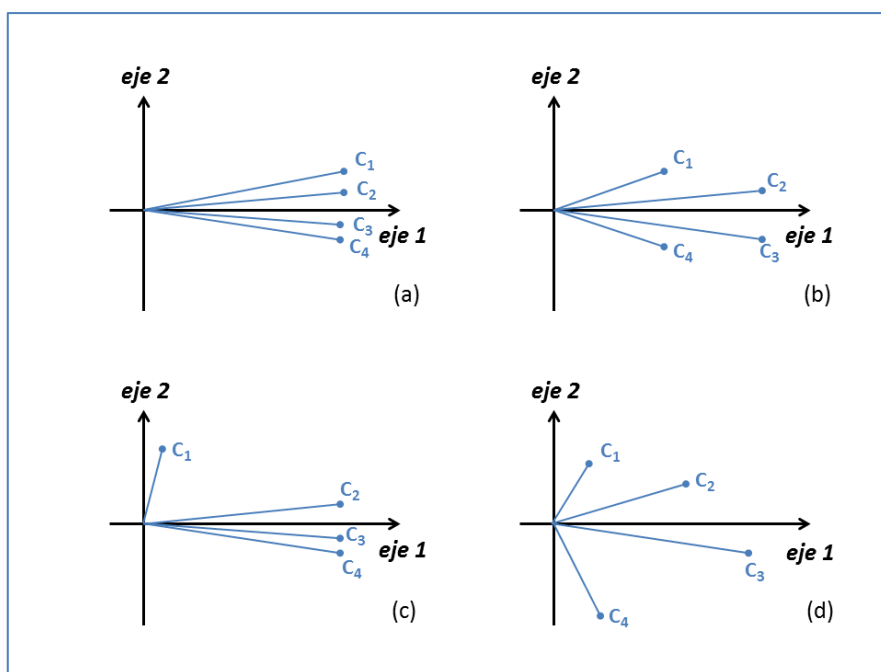 eje 2
C₁
C₂
C₃
eje 1
C₄
(a)
eje 2
C₁
C₂
eje 1
C₃
C₄
(b)
eje 2
C₁
C₂
C₃
eje 1
C₄
(c)
eje 2
C₁
C₂
eje 1
C₃
C₄
(d)